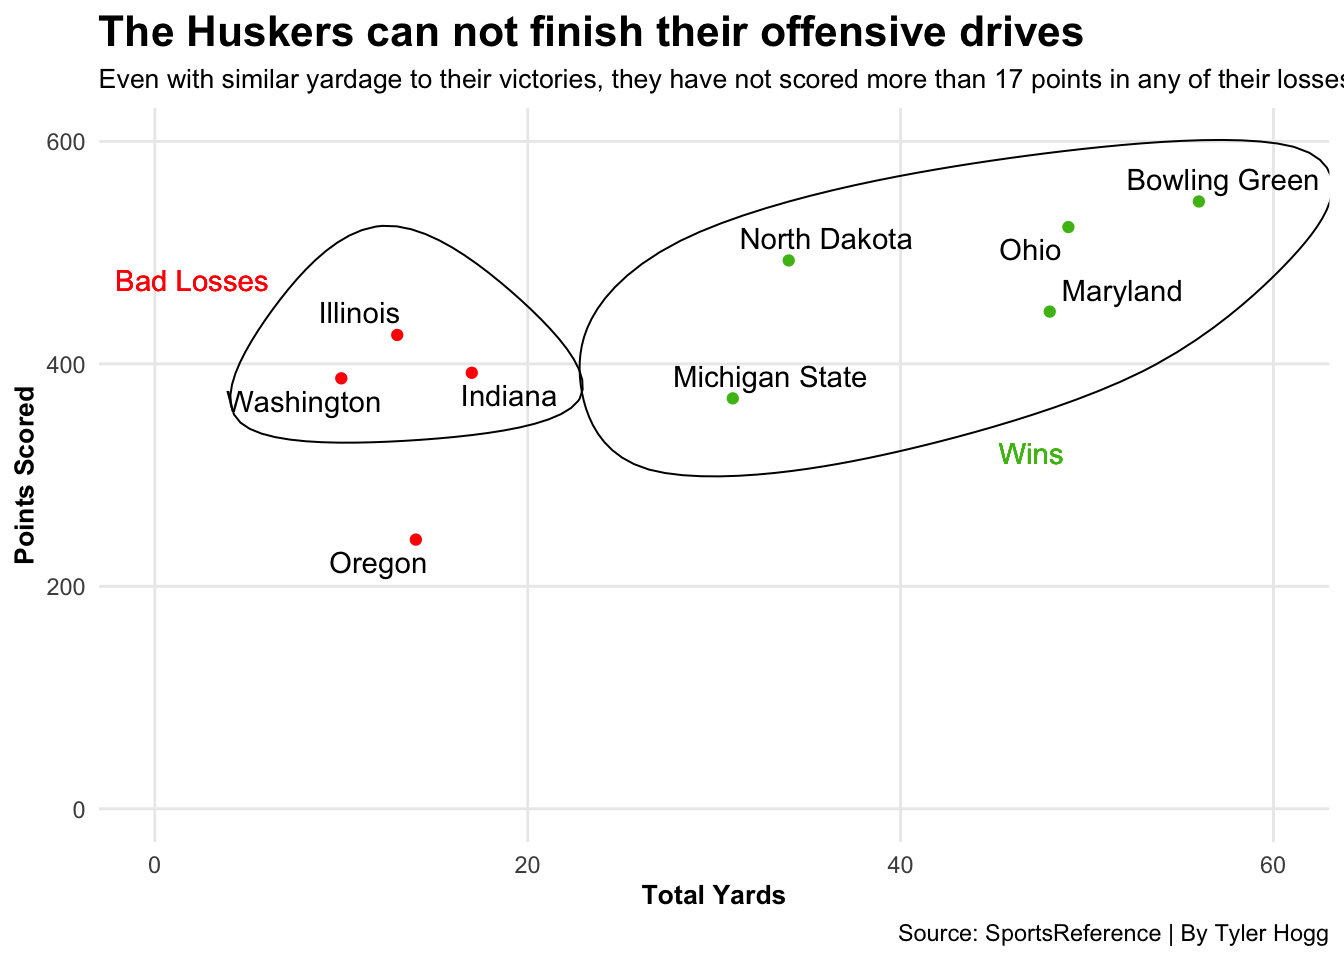 The Huskers can not finish their offensive drives
Even with similar yardage to their victories, they have not scored more than 17 points in any of their losses
600
Bowling Green
North Dakota
Ohio
Bad Losses
Maryland
Illinois
400
Michigan State
Washington
Indiana
Wins
Points Scored
Oregon
200
0
0 20 40 60
Total Yards
Source: SportsReference | By Tyler Hogg